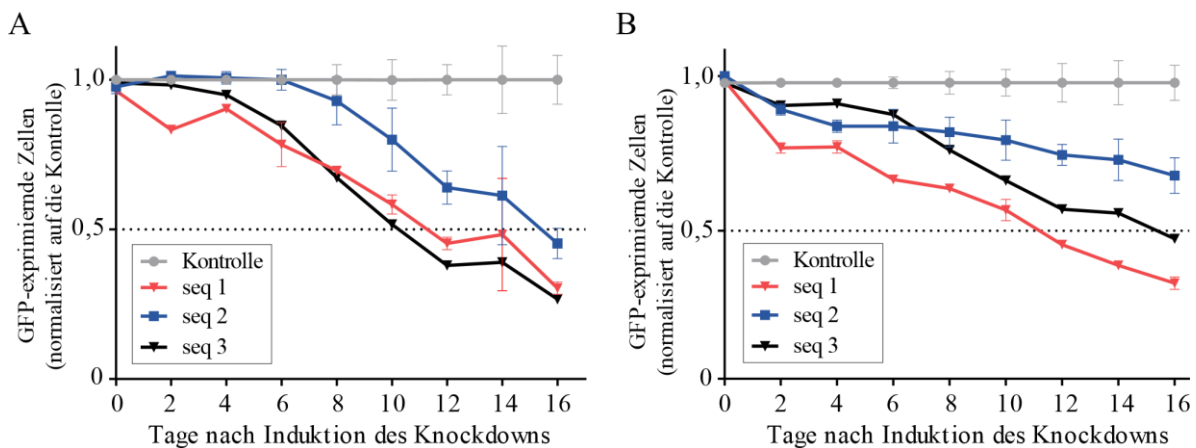 A
GFP-exprimiernde Zellen
(normalisiert auf die Kontrolle)
1,0
0,5
0
Kontrolle
seq 1
seq 2
seq 3
0 2 4 6 8 10 12 14 16
Tage nach Induktion des Knockdowns
B
GFP-exprimiernde Zellen
(normalisiert auf die Kontrolle)
1,0
0,5
0
Kontrolle
seq 1
seq 2
seq 3
0 2 4 6 8 10 12 14 16
Tage nach Induktion des Knockdowns